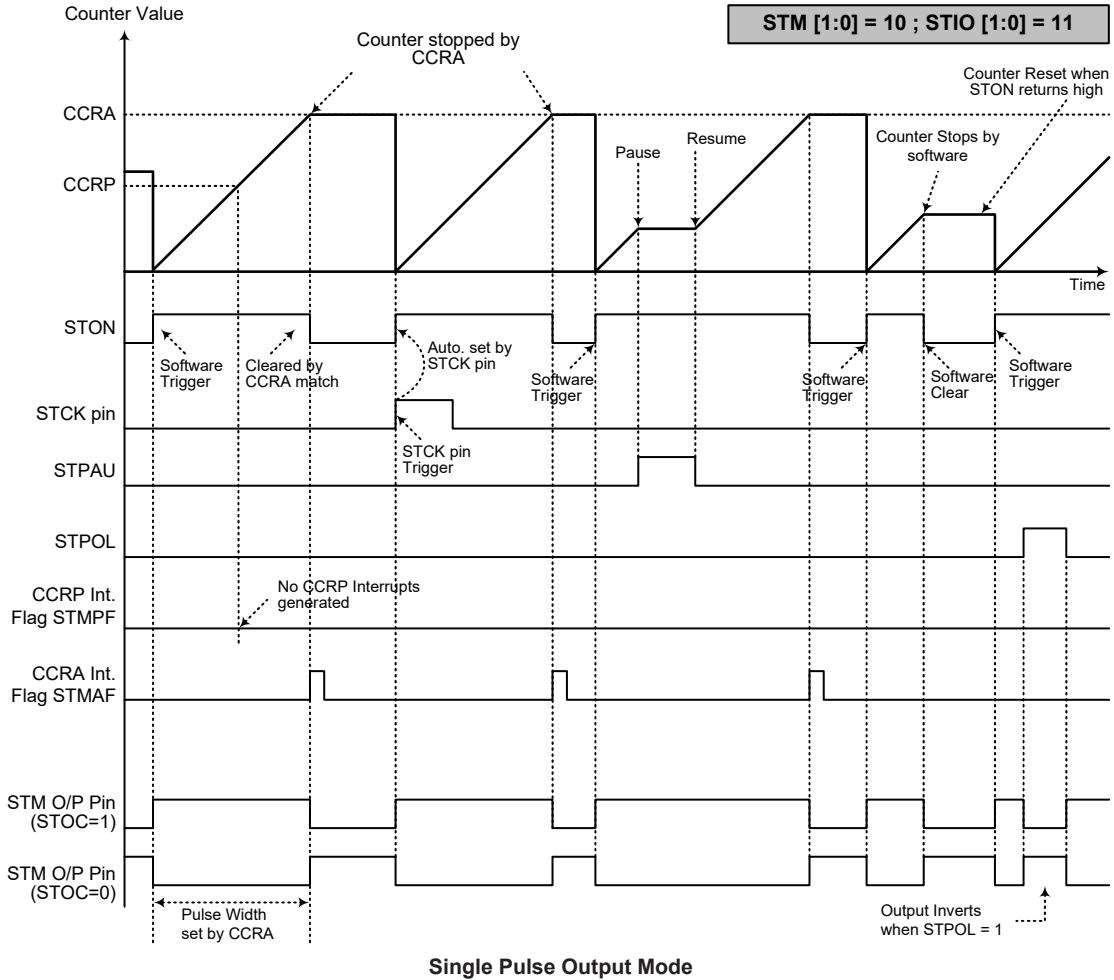 Counter Value
STM [1:0] = 10 ; STIO [1:0] = 11
Counter stopped by
CCRA
Counter Reset when
STON returns high
CCRA
Pause
Resume
Counter Stops by
software
CCRP
Time
STON
Software
Trigger
Cleared by
CCRA match
Auto. set by
STCK pin
Software
Trigger
Software
Trigger
Software
Clear
Software
Trigger
STCK pin
STCK pin
Trigger
STPAU
STPOL
CCRP Int.
Flag STMPF
No CCRP Interrupts
generated
CCRA Int.
Flag STMAF
STM O/P Pin
(STOC=1)
STM O/P Pin
(STOC=0)
Pulse Width
set by CCRA
Output Inverts
when STPOL = 1
Single Pulse Output Mode